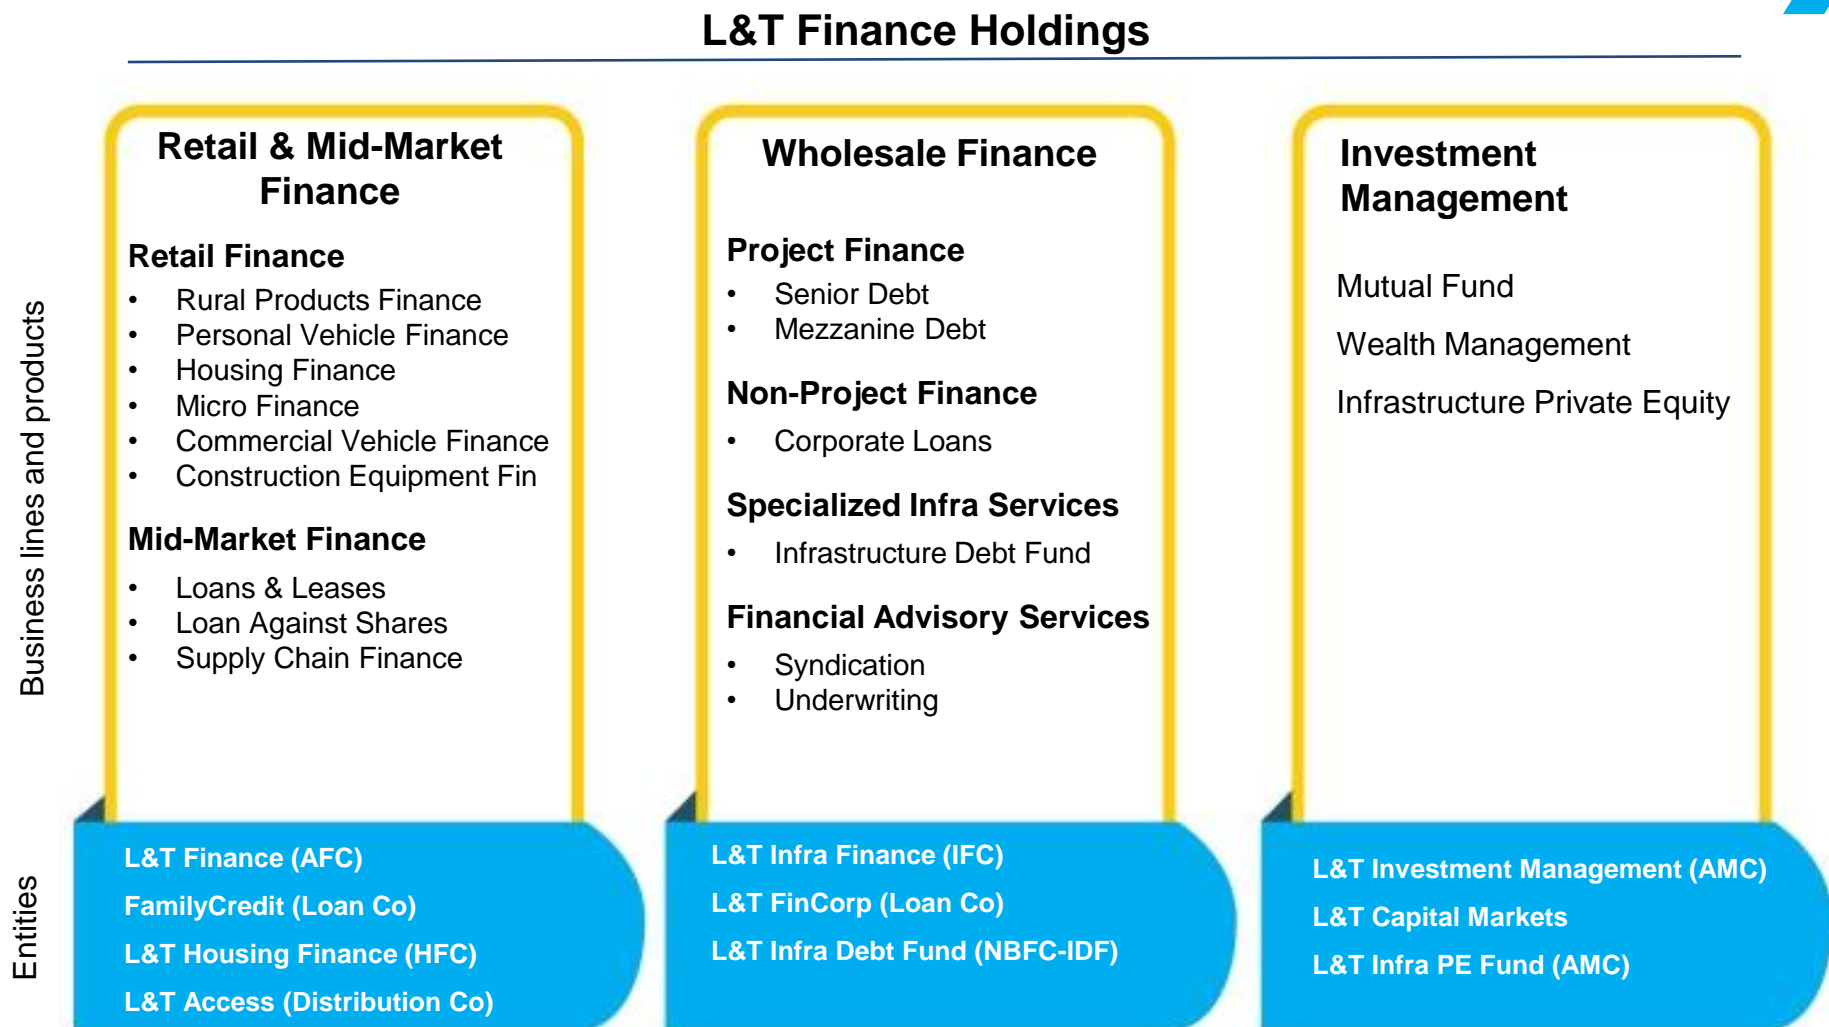 L&T Finance Holdings
Business lines and products
Retail & Mid-Market
Finance
Retail Finance
• Rural Products Finance
• Personal Vehicle Finance
• Housing Finance
• Micro Finance
• Commercial Vehicle Finance
• Construction Equipment Fin
Mid-Market Finance
• Loans & Leases
• Loan Against Shares
• Supply Chain Finance
Wholesale Finance
Project Finance
• Senior Debt
• Mezzanine Debt
Non-Project Finance
• Corporate Loans
Specialized Infra Services
• Infrastructure Debt Fund
Financial Advisory Services
• Syndication
• Underwriting
Investment
Management
Mutual Fund
Wealth Management
Infrastructure Private Equity
Entities
L&T Finance (AFC)
FamilyCredit (Loan Co)
L&T Housing Finance (HFC)
L&T Access (Distribution Co)
L&T Infra Finance (IFC)
L&T FinCorp (Loan Co)
L&T Infra Debt Fund (NBFC-IDF)
L&T Investment Management (AMC)
L&T Capital Markets
L&T Infra PE Fund (AMC)